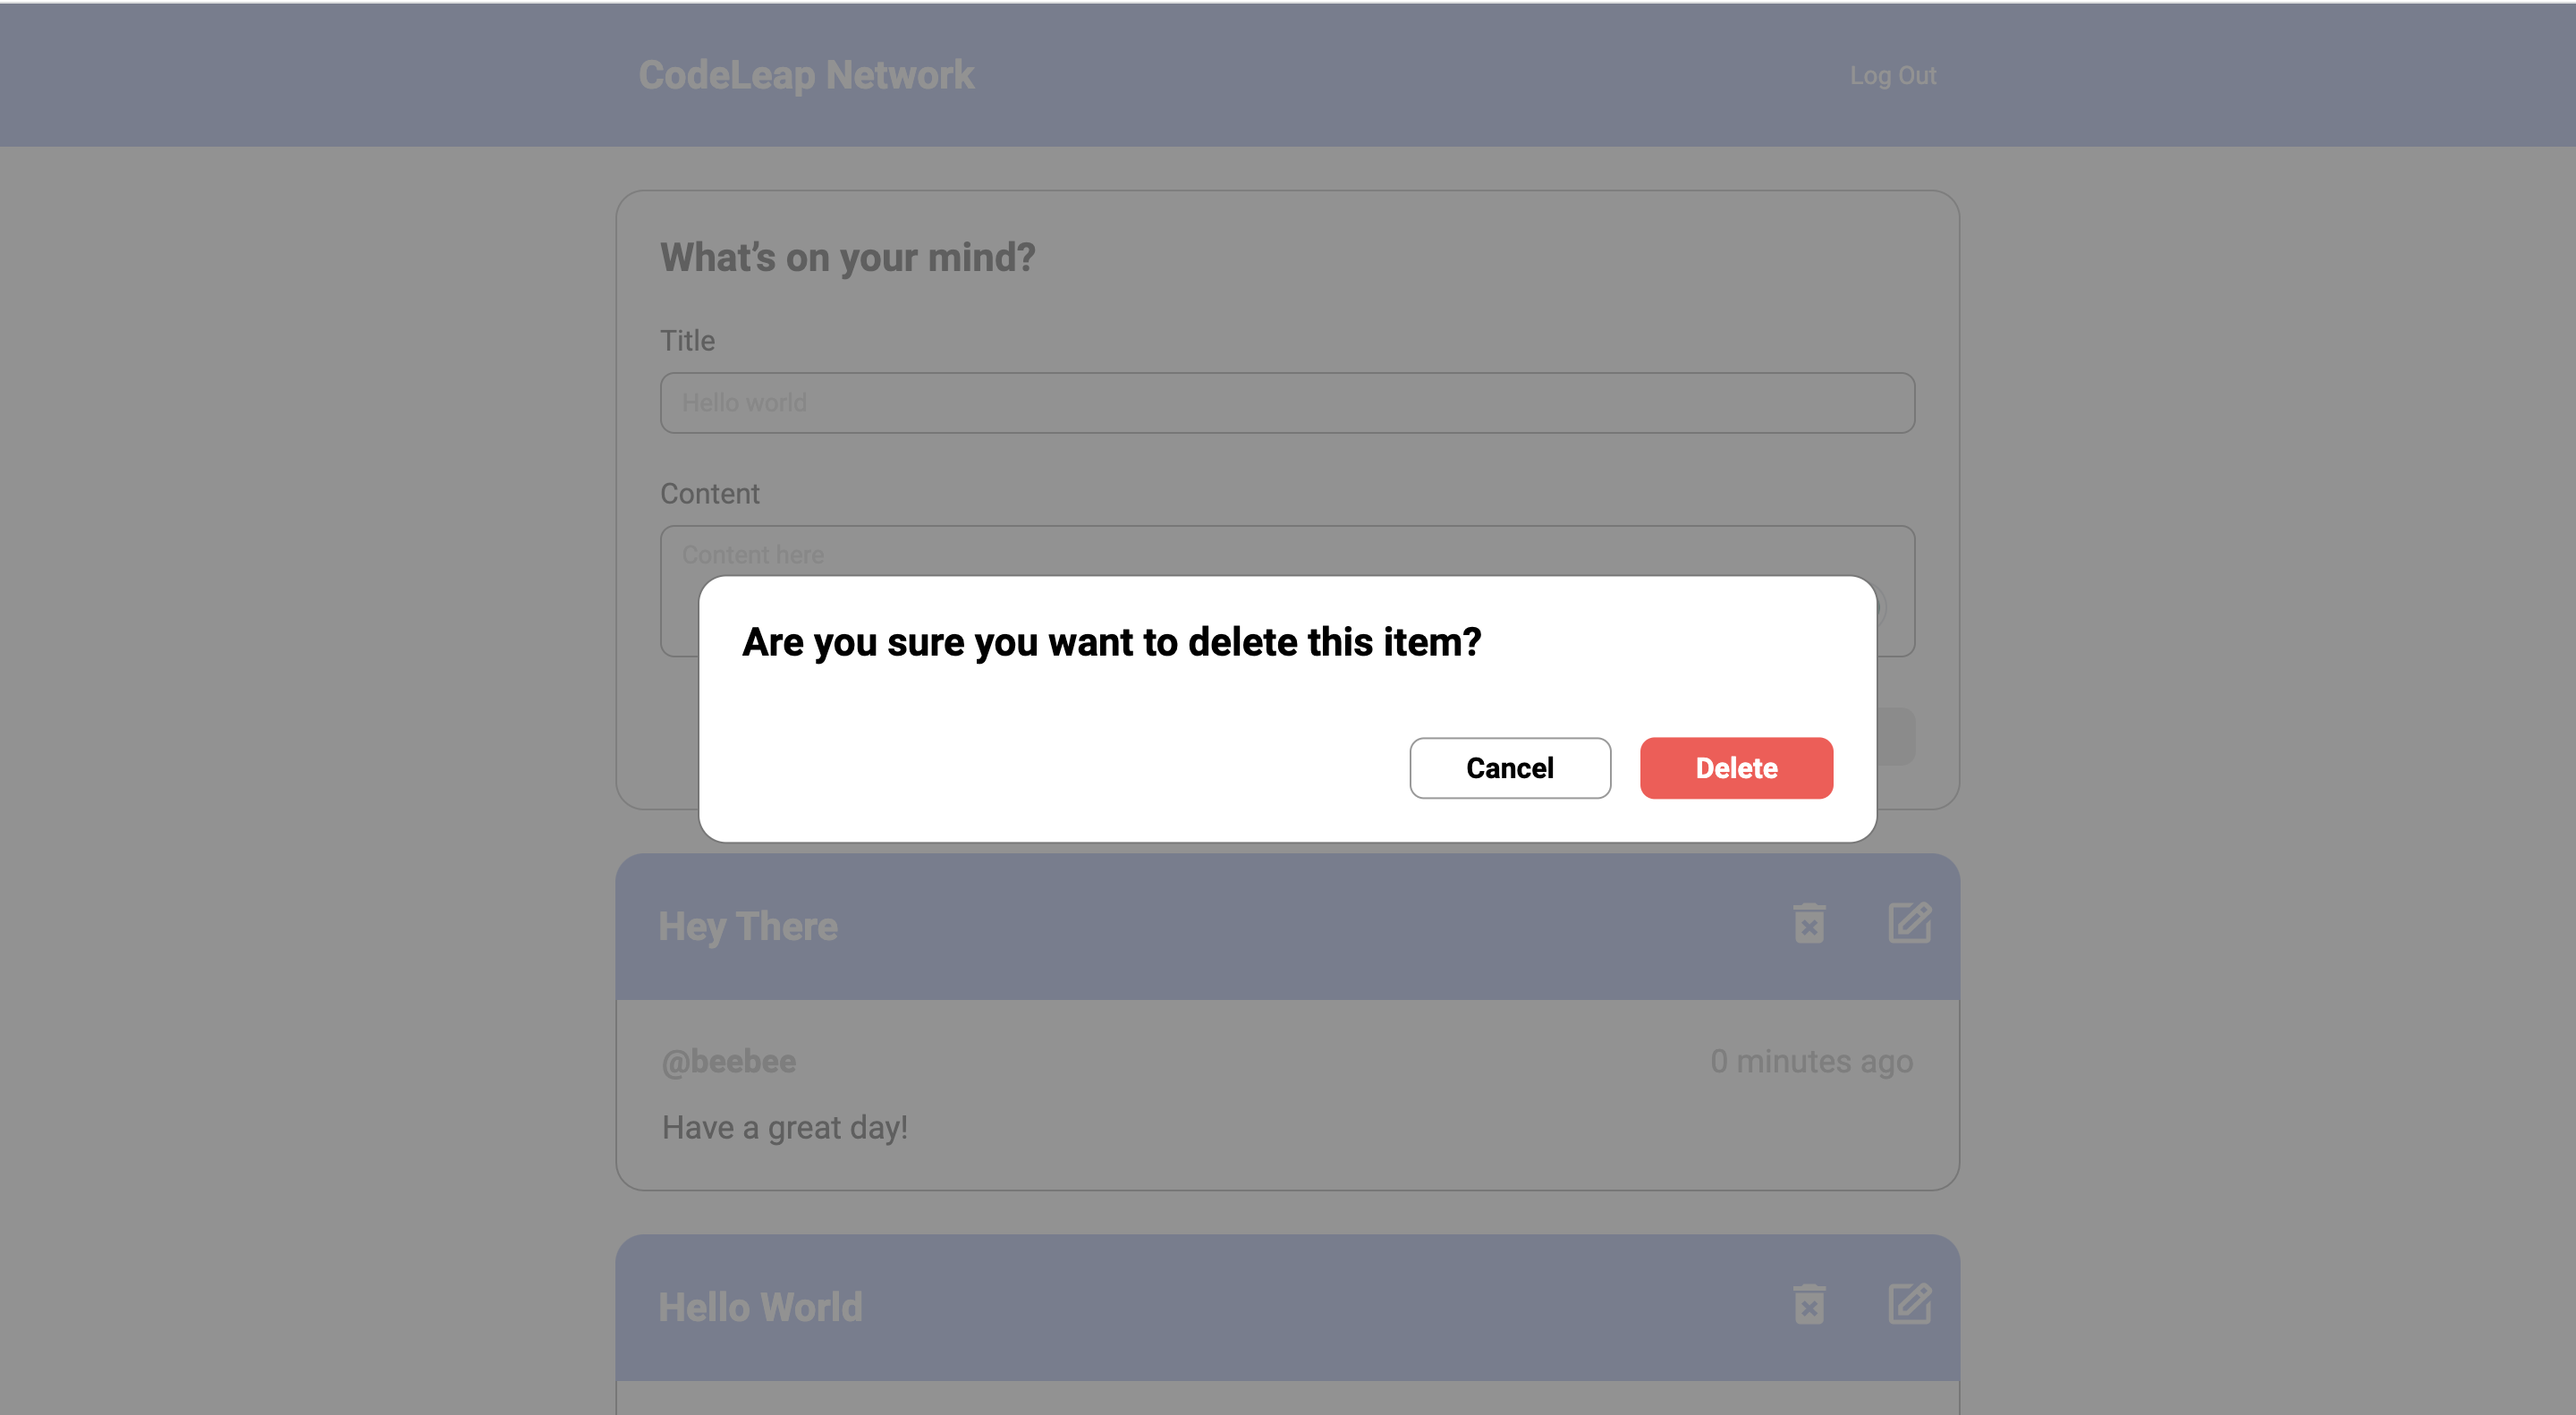 CodeLeap Network
Log Out
What’s on your mind?
Title
Hello world
Content
Content here
Are you sure you want to delete this item?
Cancel
Delete
Hey There
@beebee
0 minutes ago
Have a great day!
Hello World